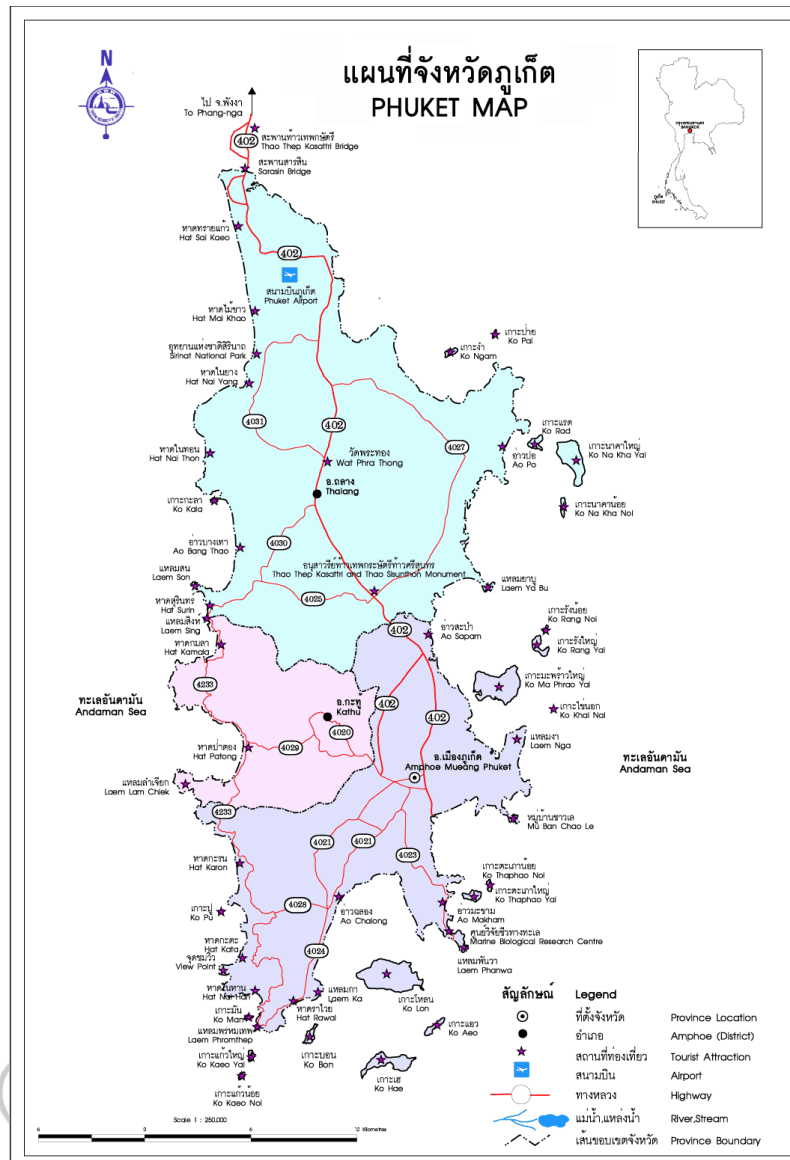 แผนที่จังหวัดภูเก็ต
PHUKET MAP
N
ไป จ.พังงา
To Phang-nga
402
สะพานท้าวเทพกษัตรี
Thao Thep Kasattri Bridge
สะพานสารสิน
Sarasin Bridge
กรุงเทพมหานคร
BANGKOK
ภูเก็ต
PHUKET
หาดทรายแก้ว
Hat Sai Kaeo
402
สนามบินภูเก็ต
Phuket Airport
หาดไม้ขาว
Hat Mai Khao
อุทยานแห่งชาติสิรินาถ
Sirinat National Park
หาดในยาง
Hat Nai Yang
เกาะป่าย
Ko Pai
เกาะงำ
Ko Ngam
4031
402
4027
เกาะแรด
Ko Rad
เกาะนาคาใหญ่
Ko Na Kha Yai
อ่าวปอ
Ao Po
หาดในทอน
Hat Nai Thon
วัดพระทอง
Wat Phra Thong
อ.ถลาง
Thalang
เกาะกะลา
Ko Kala
เกาะนาคาน้อย
Ko Na Kha Noi
อ่าวบางเทา
Ao Bang Thao
4030
อนุสาวรีย์ท้าวเทพกระษัตรีท้าวศรีสุนทร
Thao Thep Kasattri and Thao Sisunthon Monument
แหลมสน
Laem Son
4025
แหลมยาบู
Laem Ya Bu
หาดสุรินทร
Hat Surin
แหลมสิงห์
Laem Sing
หาดกมลา
Hat Kamala
402
อ่าวสะปำ
Ao Sapam
เกาะรังน้อย
Ko Rang Noi
เกาะรังใหญ่
Ko Rang Yai
เกาะมะพร้าวใหญ่
Ko Ma Phrao Yai
เกาะไข่นอก
Ko Khai Nai
4233
ทะเลอันดามัน
Andaman Sea
อ.กะทู้
Kathu
402
402
4020
4029
หาดป่าตอง
Hat Patong
แหลมงา
Laem Nga
อ.เมืองภูเก็ต
Amphoe Mueang Phuket
ทะเลอันดามัน
Andaman Sea
แหลมลำเจียก
Laem Lam Chiek
4233
หมู่บ้านชาวเล
Mu Ban Chao Le
4021
4021
4023
หาดกะรน
Hat Karon
เกาะตะเภาน้อย
Ko Thaphao Noi
เกาะตะเภาใหญ่
Ko Thaphao Yai
เกาะปู
Ko Pu
4028
อ่าวฉลอง
Ao Chalong
อ่าวมะขาม
Ao Makham
ศูนย์วิจัยชีวทางทะเล
Marine Biological Research Centre
แหลมพันวา
Laem Phanwa
หาดกะตะ
Hat Kata
4024
จุดชมวิว
View Point
หาดในหาน
Hat Nai Han
แหลมกา
Laem Ka
เกาะโหลน
Ko Lon
หาดราไวย
Hat Rawai
เกาะมัน
Ko Man
แหลมพรหมเทพ
Laem Phromthep
เกาะแอว
Ko Aeo
เกาะแก้วใหญ่
Ko Kaeo Yai
เกาะบอน
Ko Bon
เกาะเฮ
Ko Hae
เกาะแก้วน้อย
Ko Kaeo Noi
สัญลักษณ์ Legend
ที่ตั้งจังหวัด Province Location
อำเภอ Amphoe (District)
สถานที่ท่องเที่ยว Tourist Attraction
สนามบิน Airport
ทางหลวง Highway
แม่น้ำ,แหล่งน้ำ River,Stream
เส้นขอบเขตจังหวัด Province Boundary
Scale 1 : 250,000
5 0 5 10 Kilometres